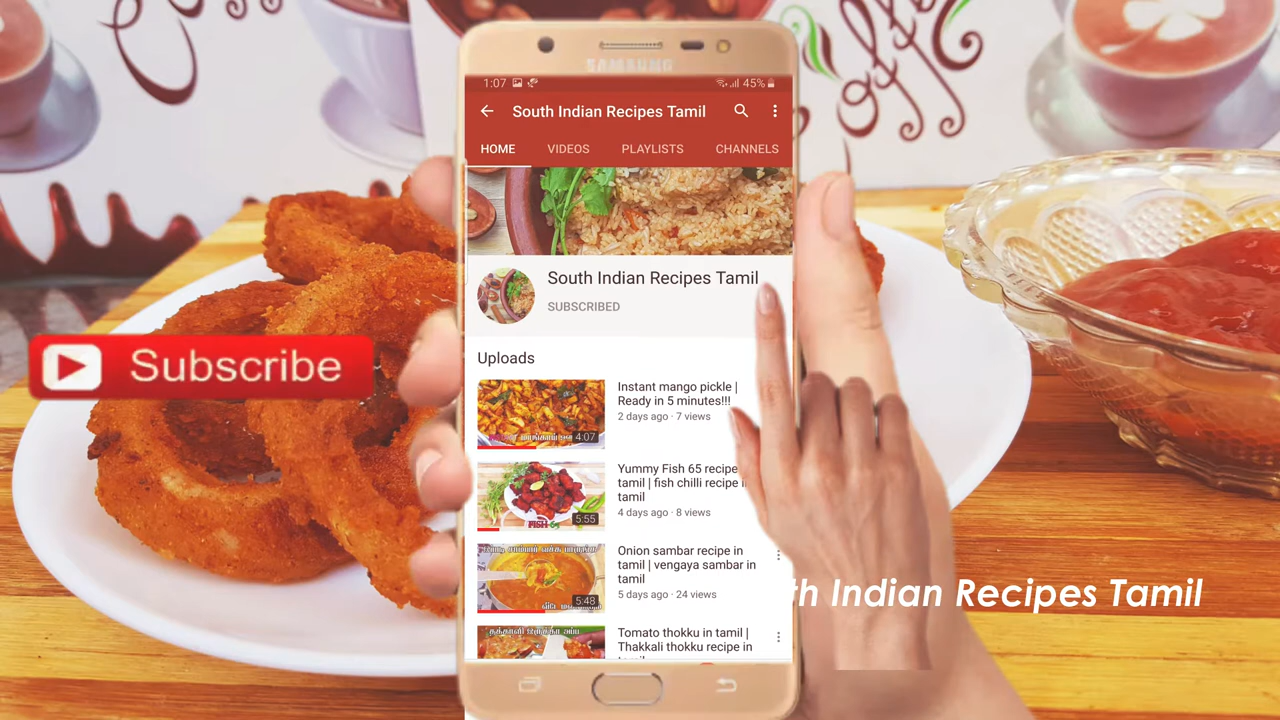 Coffee
SAMSUNG
1:07
45%
South Indian Recipes Tamil
HOME VIDEOS PLAYLISTS CHANNELS
South Indian Recipes Tamil
SUBSCRIBED
Subscribe
Uploads
Instant mango pickle |
Ready in 5 minutes!!!
2 days ago · 7 views
4:07
Yummy Fish 65 recipe
tamil | fish chilli recipe
tamil
4 days ago · 8 views
FISH 65
5:55
Onion sambar recipe in
tamil | vengaya sambar in
tamil
5 days ago · 24 views
5:48
th Indian Recipes Tamil
Tomato thokku in tamil |
Thakkali thokku recipe in